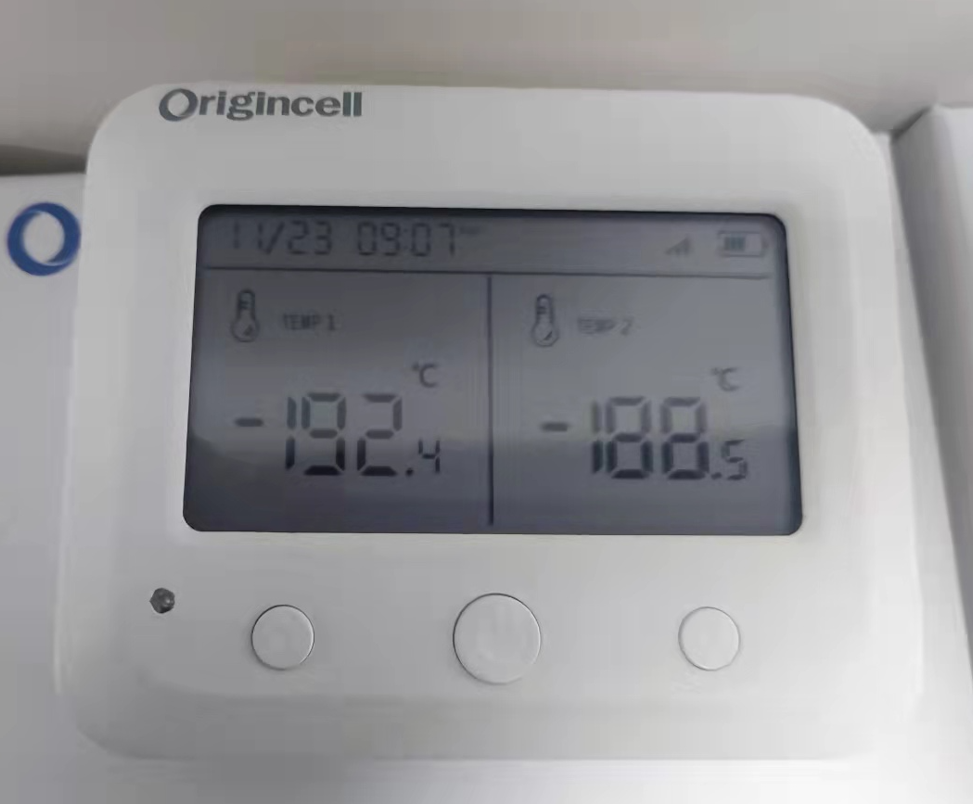 Origincell
11/23 09:07
TEMP 1
TEMP 2
℃
℃
-192.4
-188.5